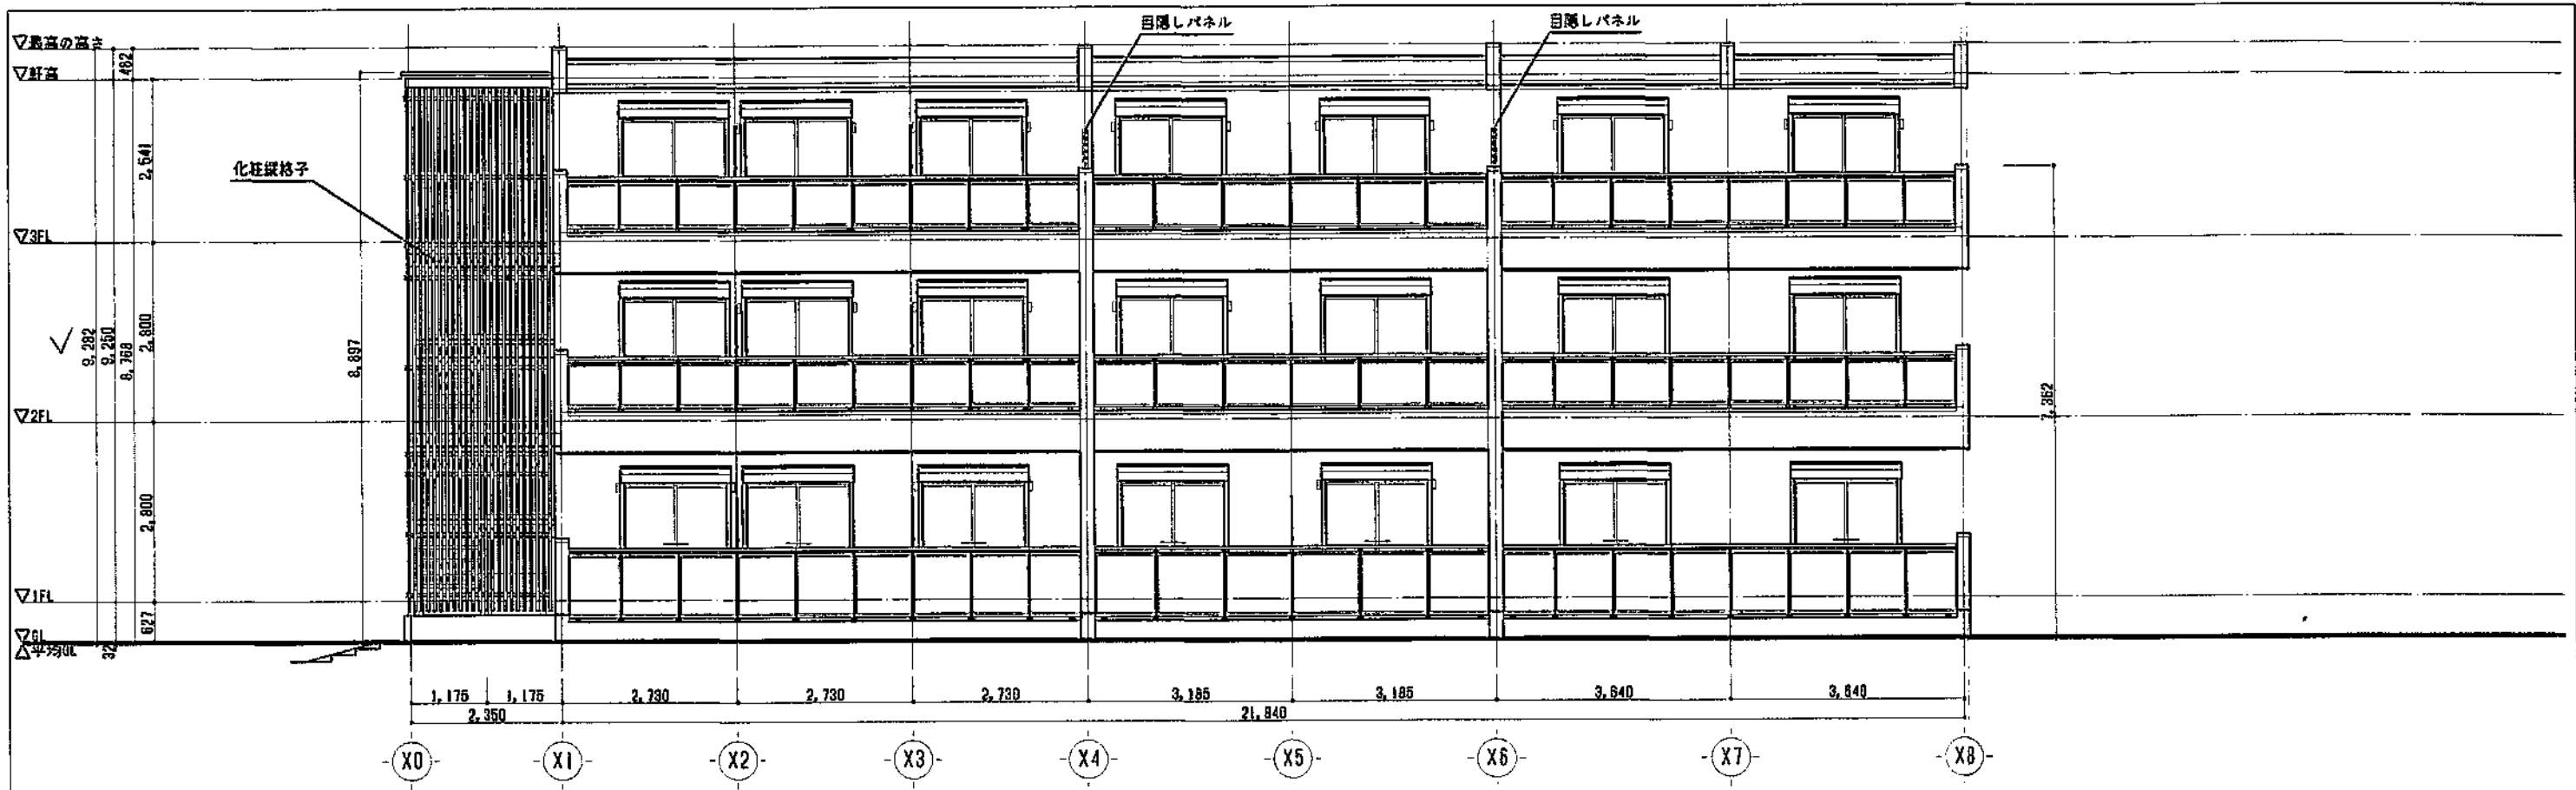 目隠しパネル
目隠しパネル
▽最高の高さ
▽軒高
482
2,641
化粧縦格子
▽3FL
2,800
9,282
9,250
8,768
8,897
▽2FL
7,362
2,800
▽1FL
627
▽GL
△平均GL
32
1,175
1,175
2,730
2,730
2,730
3,185
3,185
3,640
3,640
2,350
21,840
X0
X1
X2
X3
X4
X5
X6
X7
X8